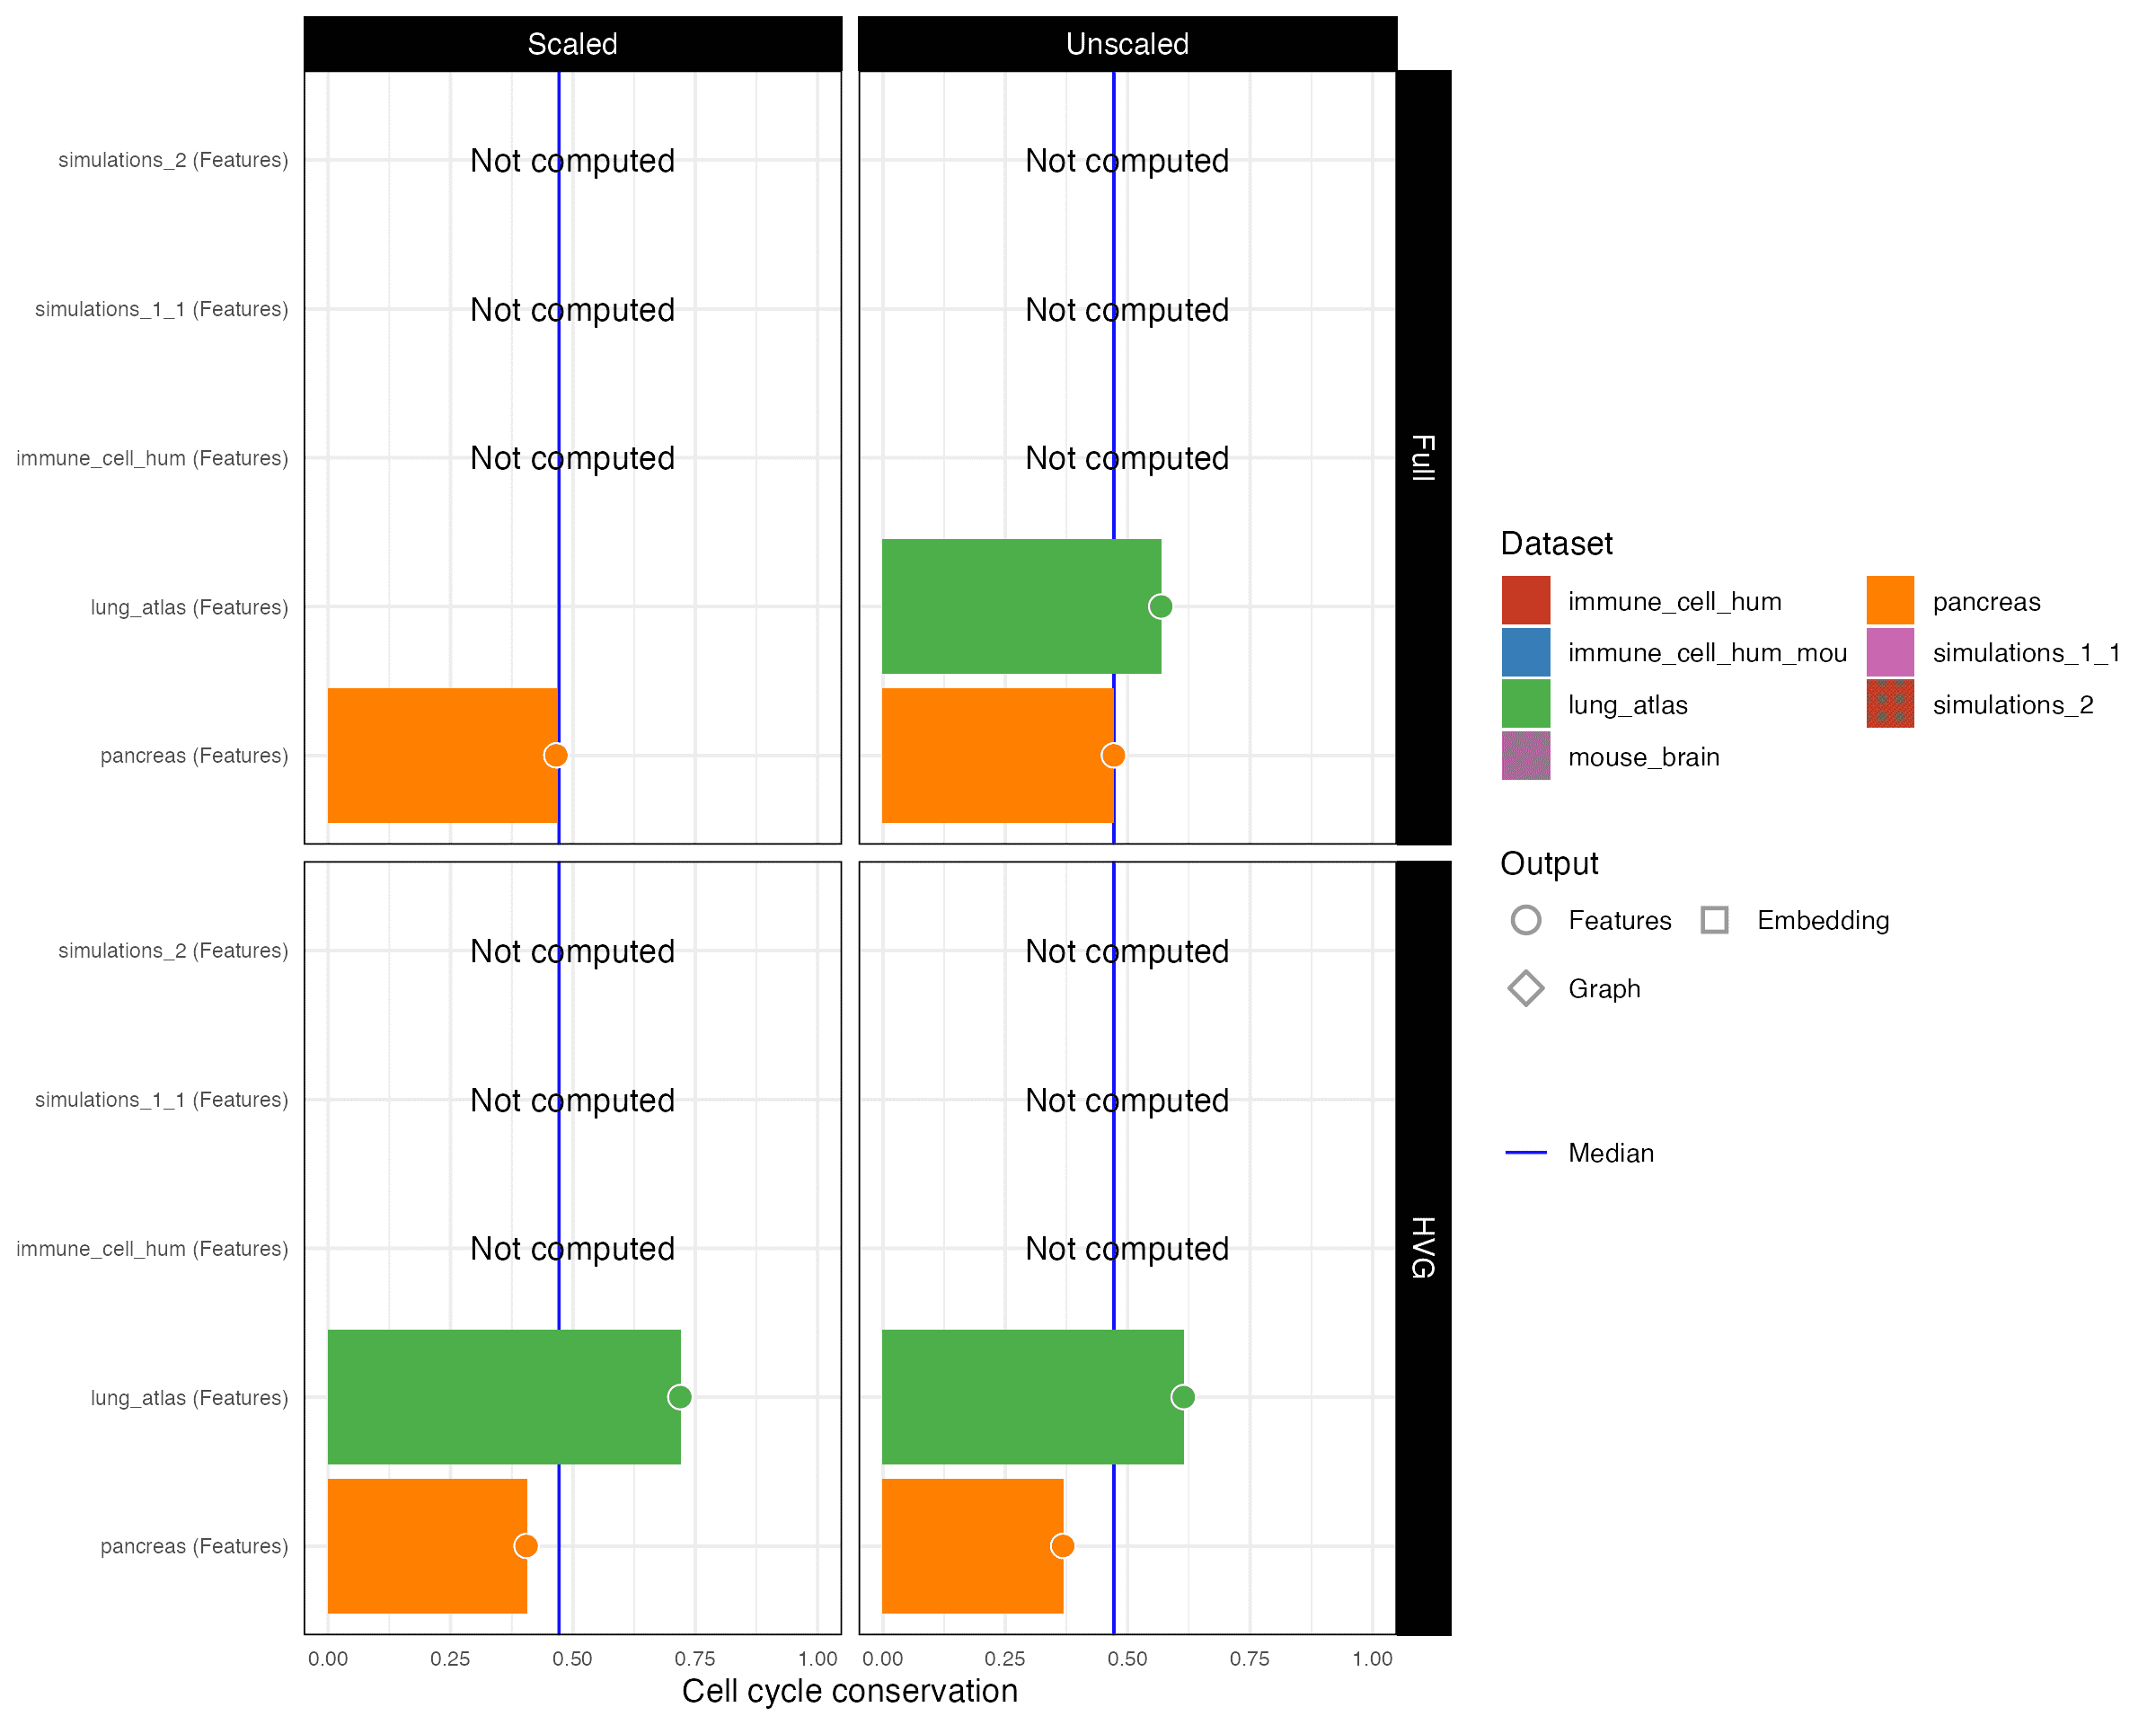 Scaled
Unscaled
simulations_2 (Features)
Not computed
Not computed
simulations_1_1 (Features)
Not computed
Not computed
immune_cell_hum (Features)
Not computed
Not computed
Full
lung_atlas (Features)
pancreas (Features)
simulations_2 (Features)
Not computed
Not computed
simulations_1_1 (Features)
Not computed
Not computed
immune_cell_hum (Features)
Not computed
Not computed
HVG
lung_atlas (Features)
pancreas (Features)
0.00 0.25 0.50 0.75 1.00
0.00 0.25 0.50 0.75 1.00
Cell cycle conservation
Dataset
immune_cell_hum
pancreas
immune_cell_hum_mou
simulations_1_1
lung_atlas
simulations_2
mouse_brain
Output
Features
Embedding
Graph
Median